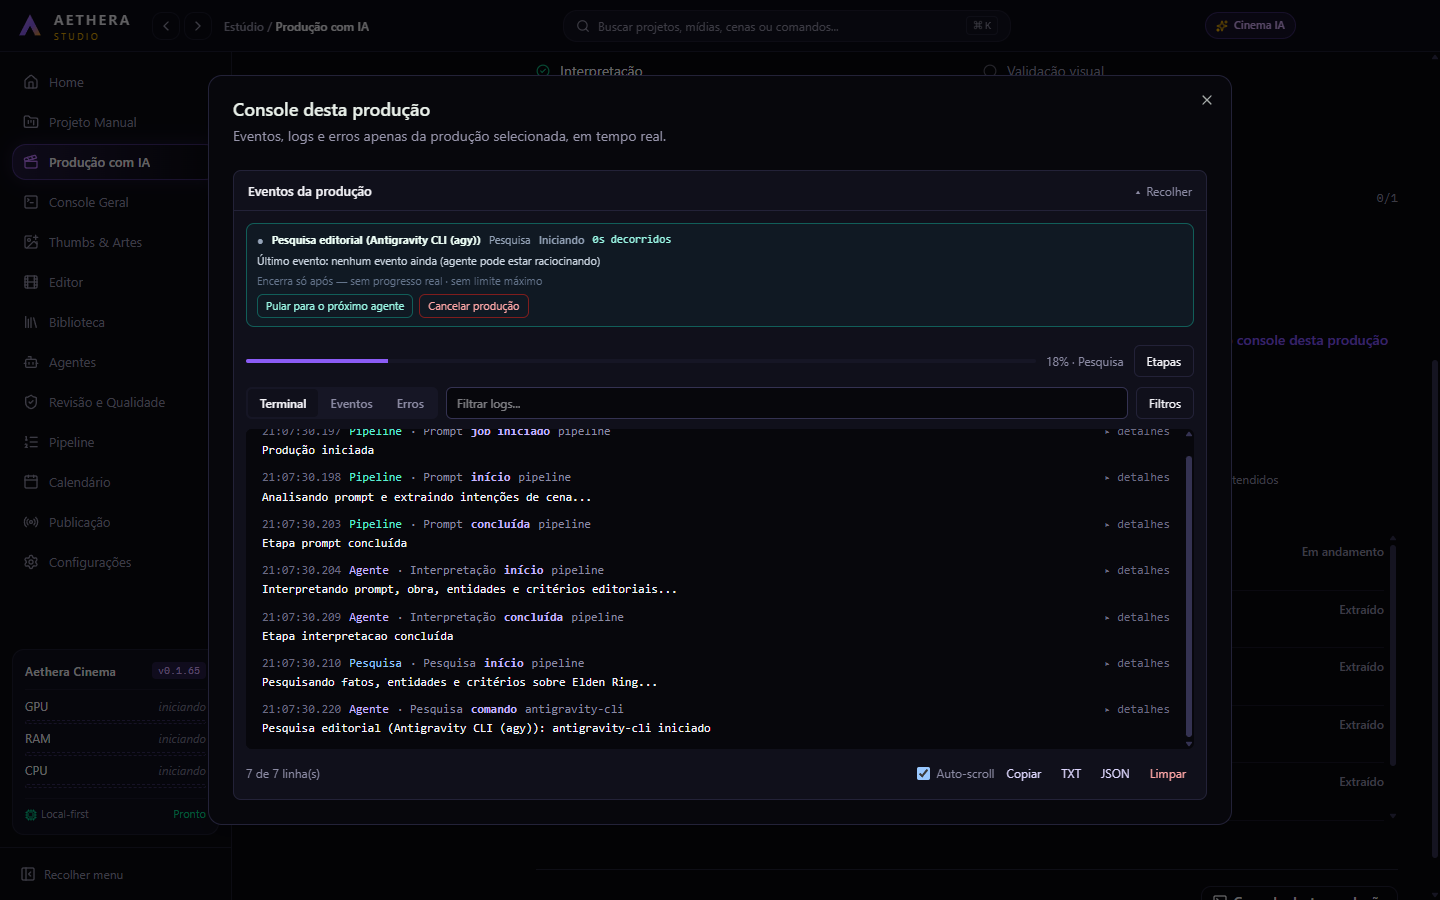 AETHERA
STUDIO
Estúdio / Produção com IA
Buscar projetos, mídias, cenas ou comandos...
⌘ K
Cinema IA
Home
Projeto Manual
Produção com IA
Console Geral
Thumbs & Artes
Editor
Biblioteca
Agentes
Revisão e Qualidade
Pipeline
Calendário
Publicação
Configurações
Aethera Cinema v0.1.65
GPU iniciando
RAM iniciando
CPU iniciando
Local-first Pronto
Recolher menu
Interpretação
Validação visual
0/1
console desta produção
tendidos
Em andamento
Extraído
Extraído
Extraído
Extraído
Console desta produção
Eventos, logs e erros apenas da produção selecionada, em tempo real.
Eventos da produção
Recolher
Pesquisa editorial (Antigravity CLI (agy)) Pesquisa Iniciando 0s decorridos
Último evento: nenhum evento ainda (agente pode estar raciocinando)
Encerra só após — sem progresso real · sem limite máximo
Pular para o próximo agente
Cancelar produção
18% · Pesquisa
Etapas
Terminal
Eventos
Erros
Filtrar logs...
Filtros
21:07:30.197 Pipeline · Prompt job iniciado pipeline ▸ detalhes
Produção iniciada
21:07:30.198 Pipeline · Prompt início pipeline ▸ detalhes
Analisando prompt e extraindo intenções de cena...
21:07:30.203 Pipeline · Prompt concluída pipeline ▸ detalhes
Etapa prompt concluída
21:07:30.204 Agente · Interpretação início pipeline ▸ detalhes
Interpretando prompt, obra, entidades e critérios editoriais...
21:07:30.209 Agente · Interpretação concluída pipeline ▸ detalhes
Etapa interpretacao concluída
21:07:30.210 Pesquisa · Pesquisa início pipeline ▸ detalhes
Pesquisando fatos, entidades e critérios sobre Elden Ring...
21:07:30.220 Agente · Pesquisa comando antigravity-cli ▸ detalhes
Pesquisa editorial (Antigravity CLI (agy)): antigravity-cli iniciado
7 de 7 linha(s)
Auto-scroll
Copiar
TXT
JSON
Limpar